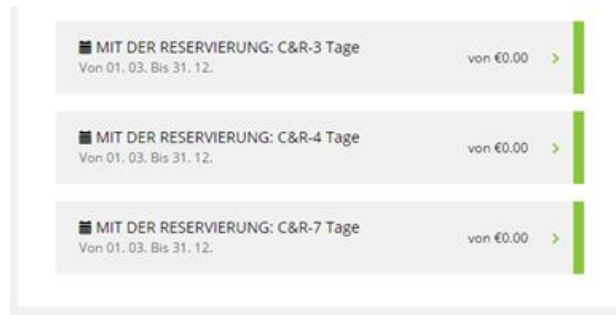 MIT DER RESERVIERUNG: C&R-3 Tage
Von 01. 03. Bis 31. 12.
von €0.00
MIT DER RESERVIERUNG: C&R-4 Tage
Von 01. 03. Bis 31. 12.
von €0.00
MIT DER RESERVIERUNG: C&R-7 Tage
Von 01. 03. Bis 31. 12.
von €0.00